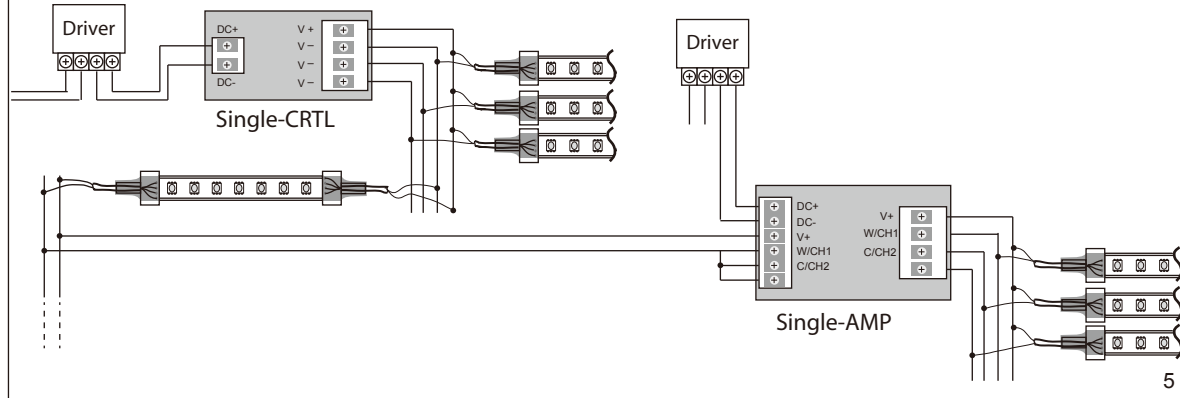 Driver
DC+
DC-
V +
V –
V –
V –
Single-CRTL
Driver
DC+
DC-
V+
W/CH1
C/CH2
V+
W/CH1
C/CH2
Single-AMP
5